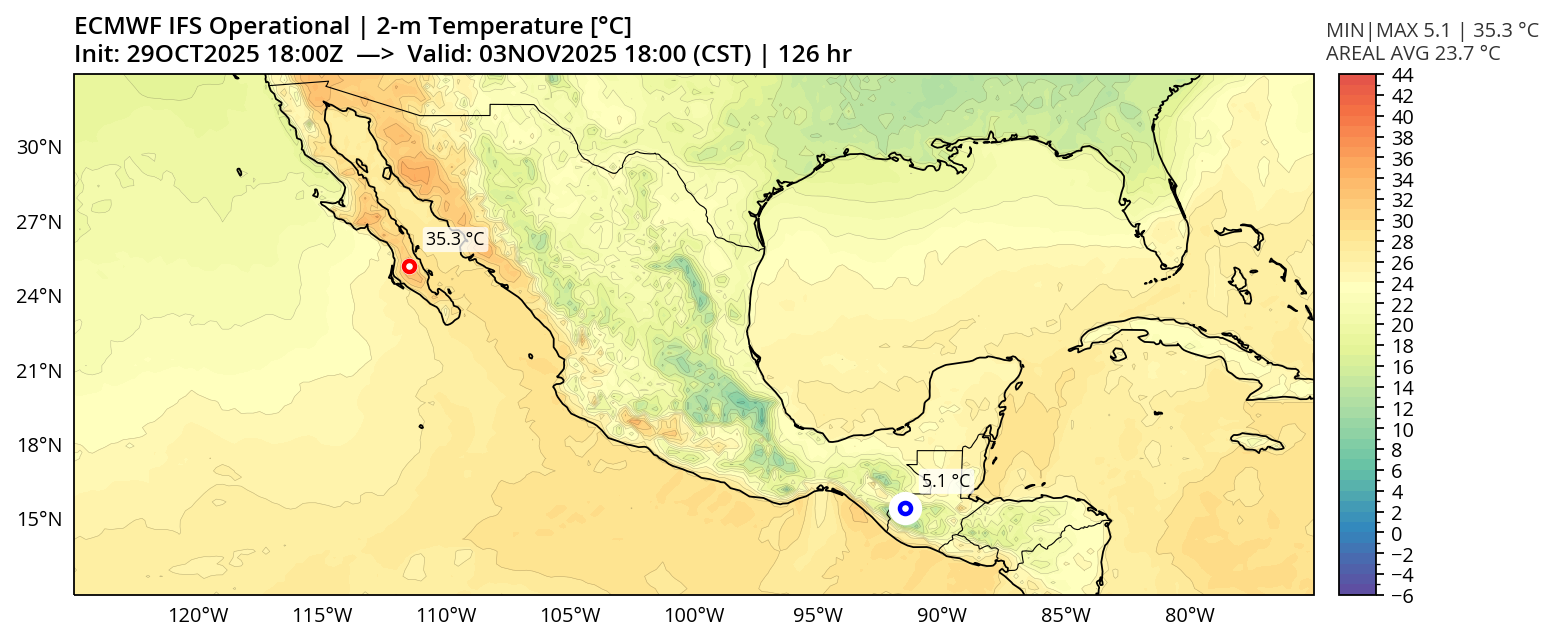 ECMWF IFS Operational | 2-m Temperature [°C]
Init: 29OCT2025 18:00Z —> Valid: 03NOV2025 18:00 (CST) | 126 hr
MIN|MAX 5.1 | 35.3 °C
AREAL AVG 23.7 °C
44
42
40
38
36
34
32
30
28
26
24
22
20
18
16
14
12
10
8
6
4
2
0
−2
−4
−6
30°N
27°N
24°N
21°N
18°N
15°N
35.3 °C
5.1 °C
120°W
115°W
110°W
105°W
100°W
95°W
90°W
85°W
80°W